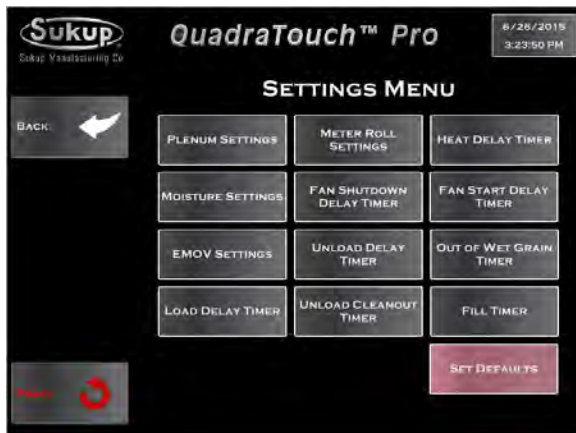 Sukup
QuadraTouch™ Pro
6/26/2015
3:23:50 PM
Sukup Manufacturing Co
SETTINGS MENU
BACK
PLENUM SETTINGS
METER ROLL
SETTINGS
HEAT DELAY TIMER
MOISTURE SETTINGS
FAN SHUTDOWN
DELAY TIMER
FAN START DELAY
TIMER
EMOV SETTINGS
UNLOAD DELAY
TIMER
OUT OF WET GRAIN
TIMER
LOAD DELAY TIMER
UNLOAD CLEANOUT
TIMER
FILL TIMER
SET DEFAULTS